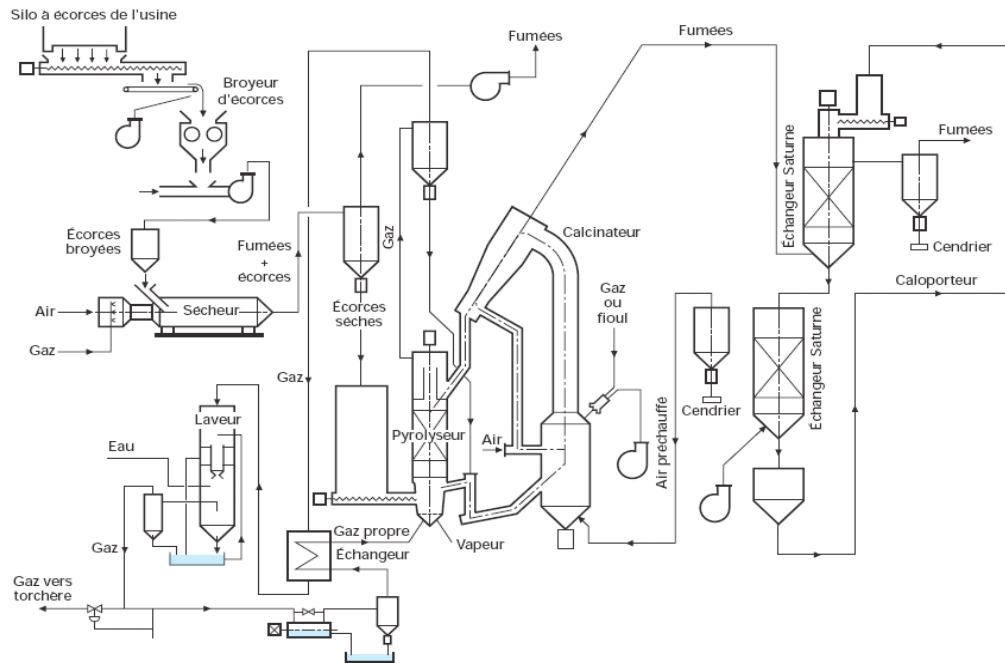 Silo à écorces de l'usine
Broyeur
d'écorces
Fumées
Fumées
Écorces
broyées
Fumées
+
écorces
Air
Sécheur
Gaz
Écorces
séches
Gaz
Gaz
Calcinateur
Gaz
ou
fioul
Échangeur Saturne
Fumées
Cendrier
Caloporteur
Échangeur Saturne
Cendrier
Air préchauffé
Laveur
Eau
Pyrolyseur
Air
Gaz propre
Échangeur
Vapeur
Gaz
Gaz vers
torchère